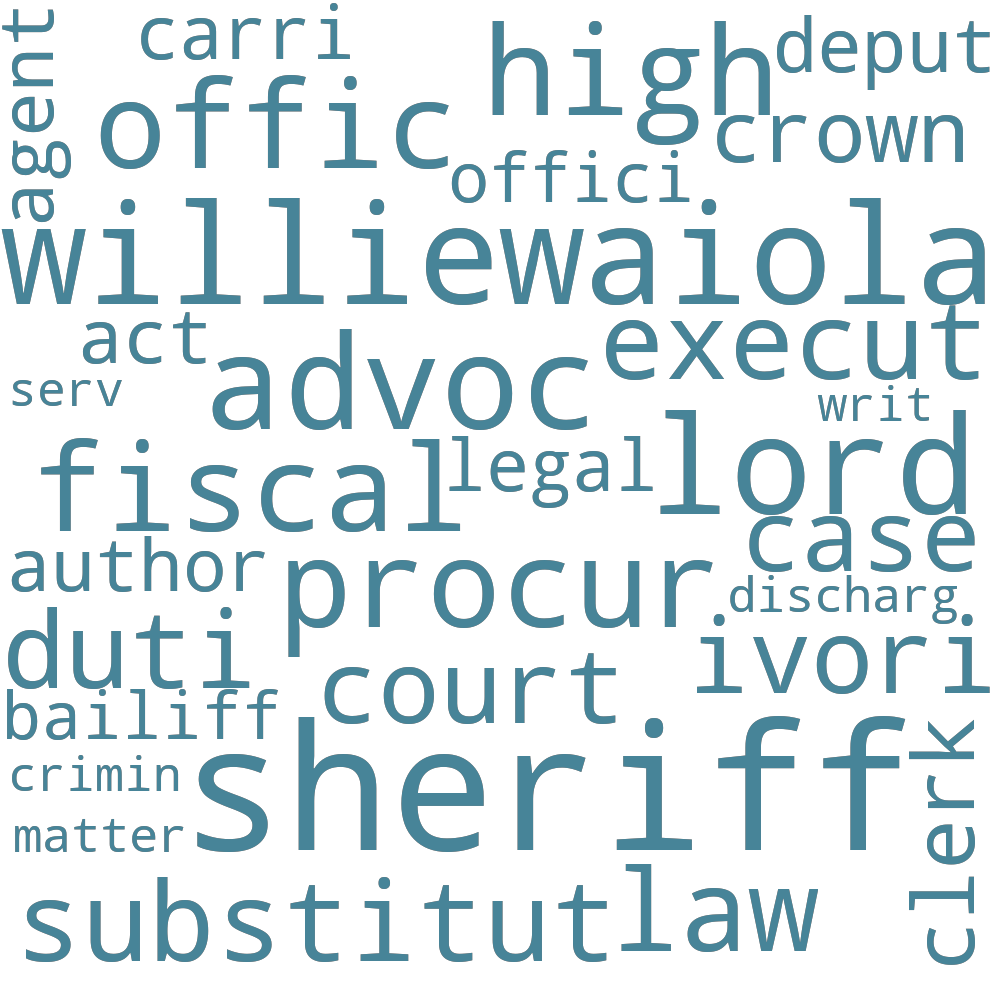 agent
carri
high
deput
offic
crown
offici
williewaiola
act
advoc
execut
serv
writ
fiscal
legal
lord
case
author
procur
discharg
duti
court
ivori
bailiff
crimin
sheriff
clerk
matter
substitut
law